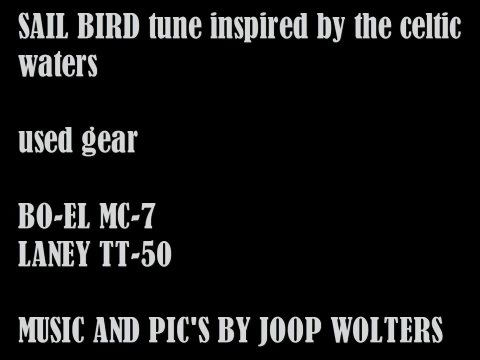 SAIL BIRD tune inspired by the celtic
waters
used gear
BO-EL MC-7
LANEY TT-50
MUSIC AND PIC'S BY JOOP WOLTERS